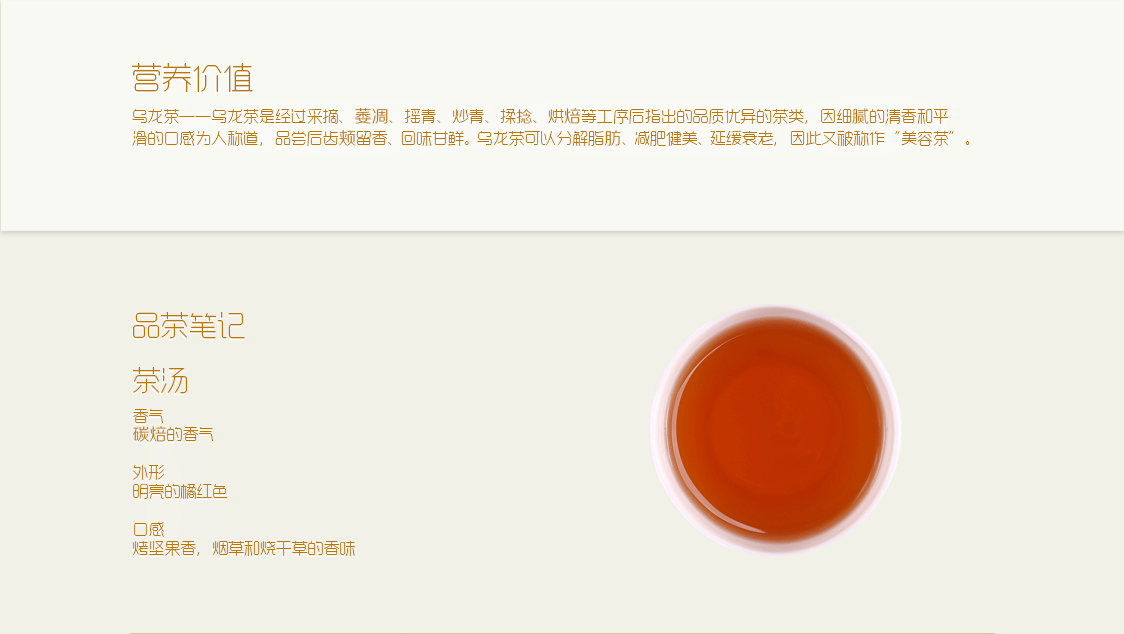 营养价值
乌龙茶一一乌龙茶是经过采摘、萎凋、摇青、炒青、揉捻、烘焙等工序后指出的品质优异的茶类，因细腻的清香和平
滑的口感为人称道，品尝后齿颊留香、回味甘鲜。乌龙茶可以分解脂肪、减肥健美、延缓衰老，因此又被称作“美容茶”。
品茶笔记
茶汤
香气
碳焙的香气
外形
明亮的橘红色
口感
烤坚果香，烟草和烧干草的香味